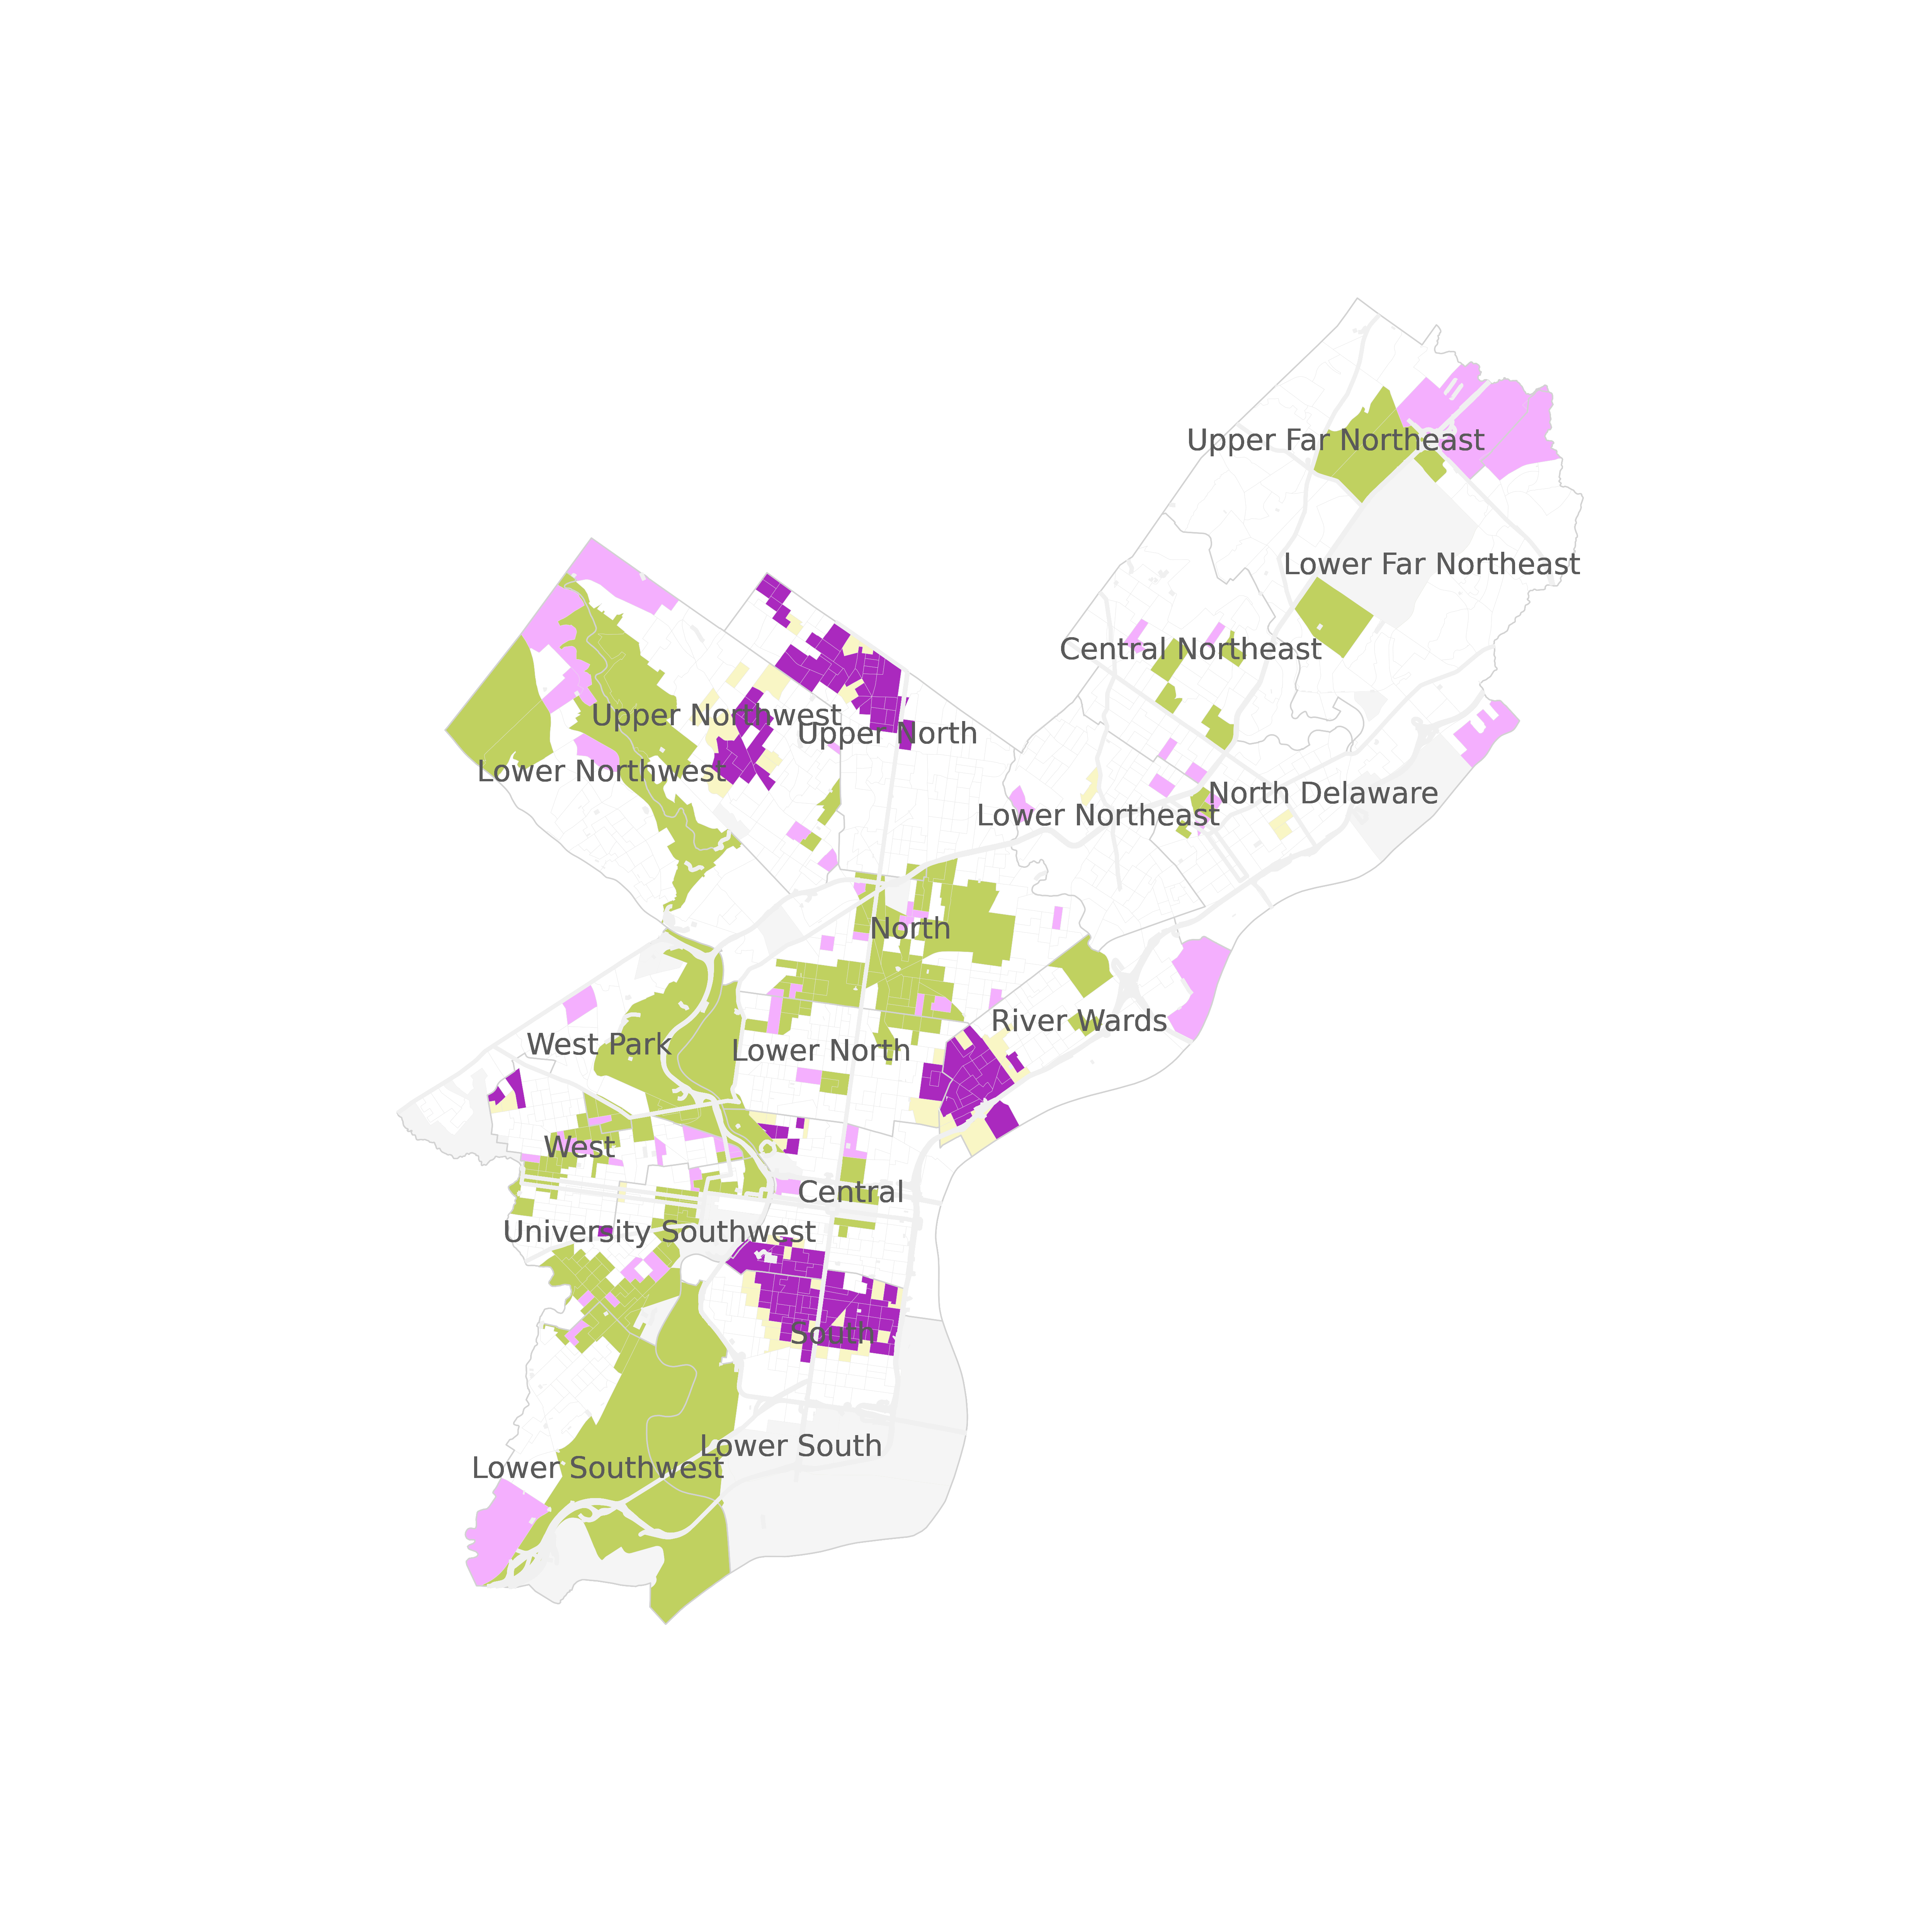 Upper Far Northeast
Lower Far Northeast
Central Northeast
Upper Northwest
Upper North
Lower Northwest
North Delaware
Lower Northeast
North
River Wards
West Park
Lower North
West
Central
University Southwest
South
Lower South
Lower Southwest